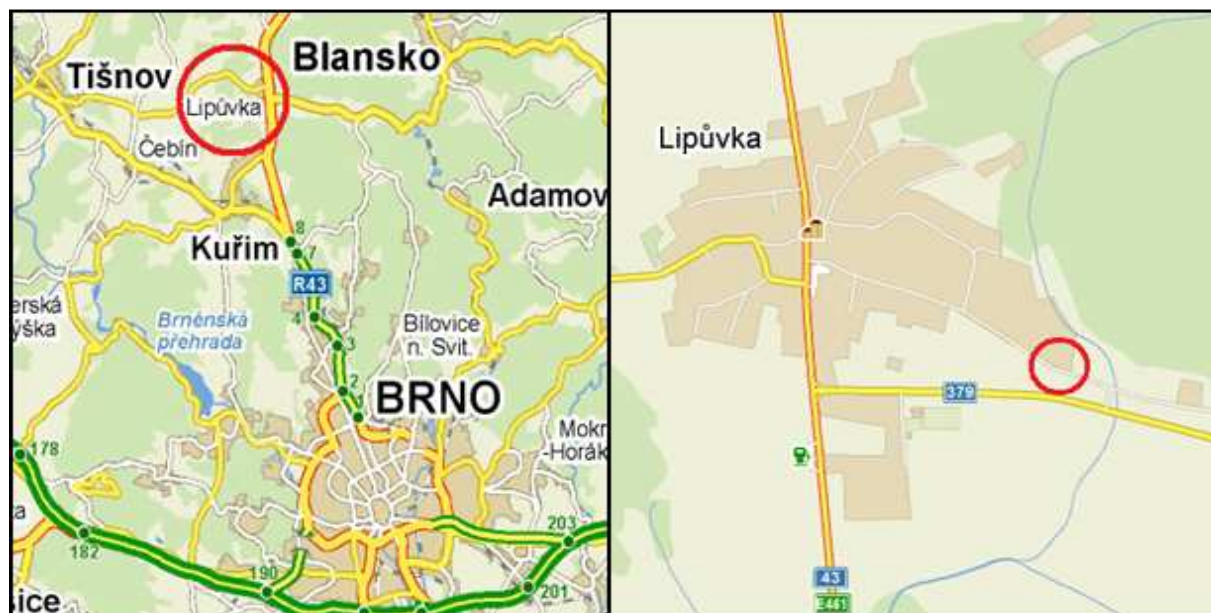 Blansko
Tišnov
Lipůvka
Čebín
Adamov
Kuřim
8
7
R43
4
3
Brněnská
přehrada
Bílovice
n. Svit.
2
1
BRNO
Mokr
-Horák
178
182
190
203
201
Lipůvka
379
43
E461